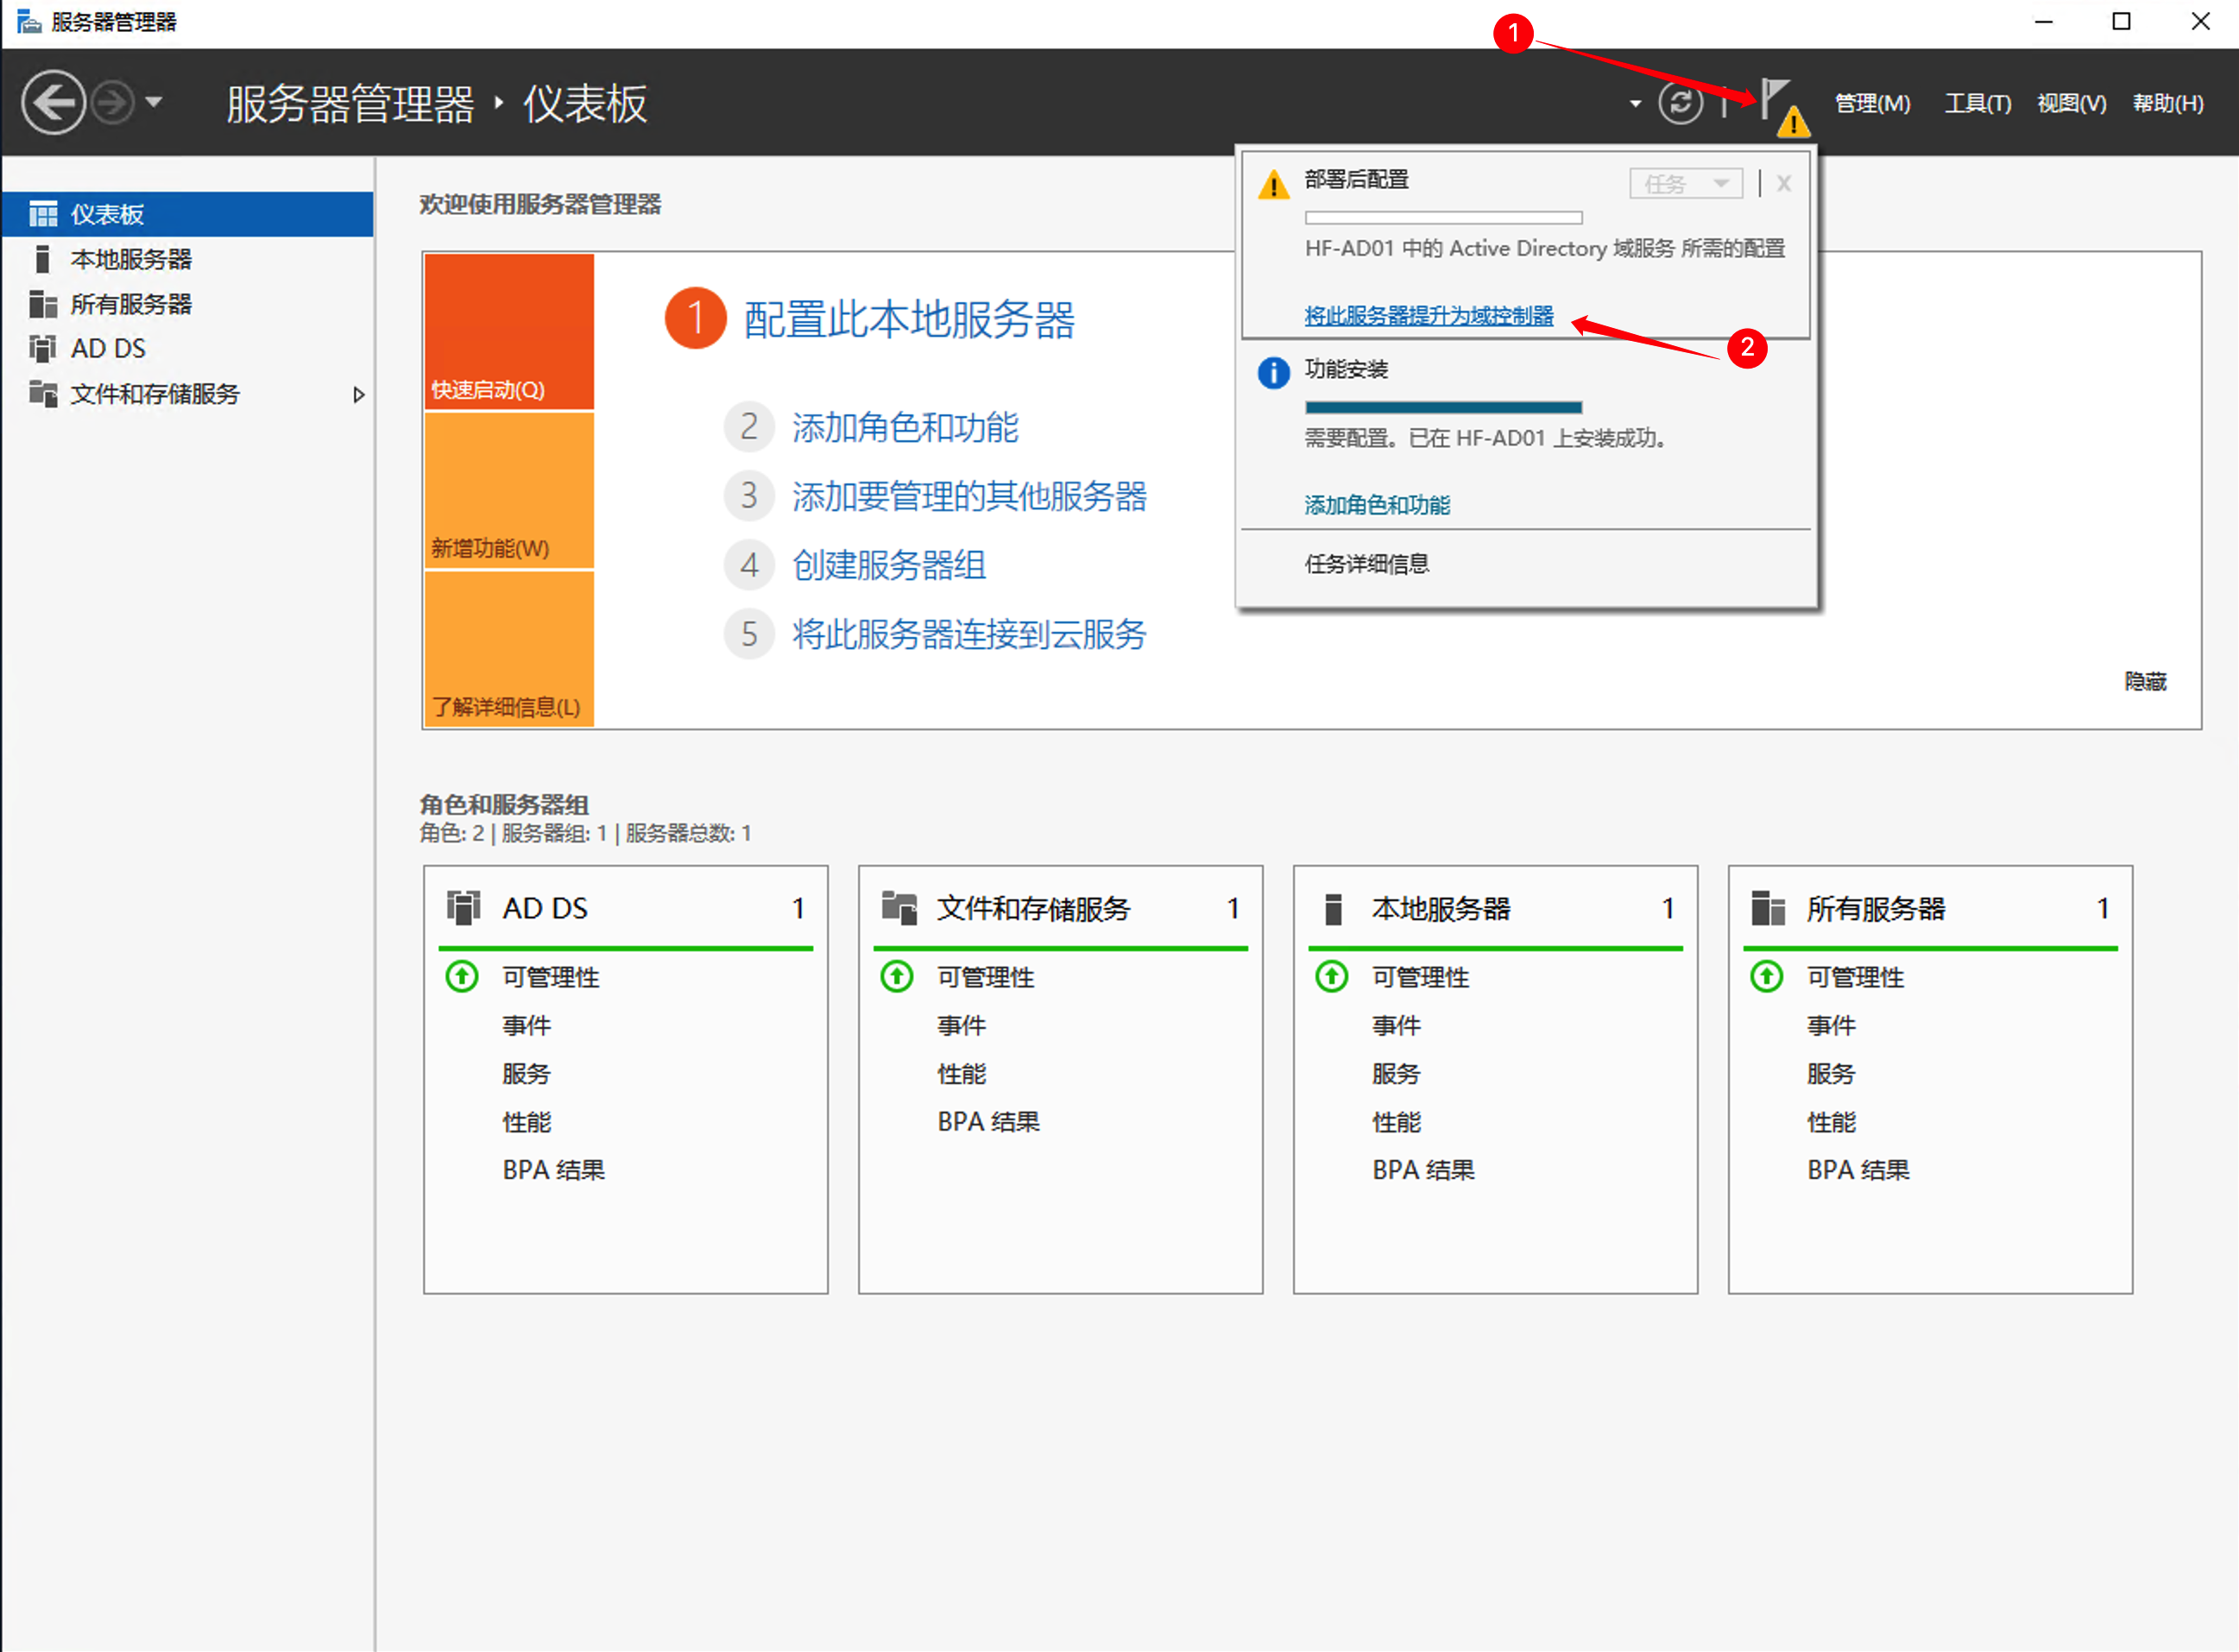 服务器管理器
服务器管理器 · 仪表板
管理(M) 工具(T) 视图(V) 帮助(H)
1
仪表板
本地服务器
所有服务器
AD DS
文件和存储服务
欢迎使用服务器管理器
快速启动(Q)
新增功能(W)
了解详细信息(L)
1 配置此本地服务器
2 添加角色和功能
3 添加要管理的其他服务器
4 创建服务器组
5 将此服务器连接到云服务
隐藏
部署后配置
任务
X
HF-AD01 中的 Active Directory 域服务 所需的配置
将此服务器提升为域控制器
2
功能安装
需要配置。已在 HF-AD01 上安装成功。
添加角色和功能
任务详细信息
角色和服务器组
角色: 2 | 服务器组: 1 | 服务器总数: 1
AD DS 1
可管理性
事件
服务
性能
BPA 结果
文件和存储服务 1
可管理性
事件
性能
BPA 结果
本地服务器 1
可管理性
事件
服务
性能
BPA 结果
所有服务器 1
可管理性
事件
服务
性能
BPA 结果